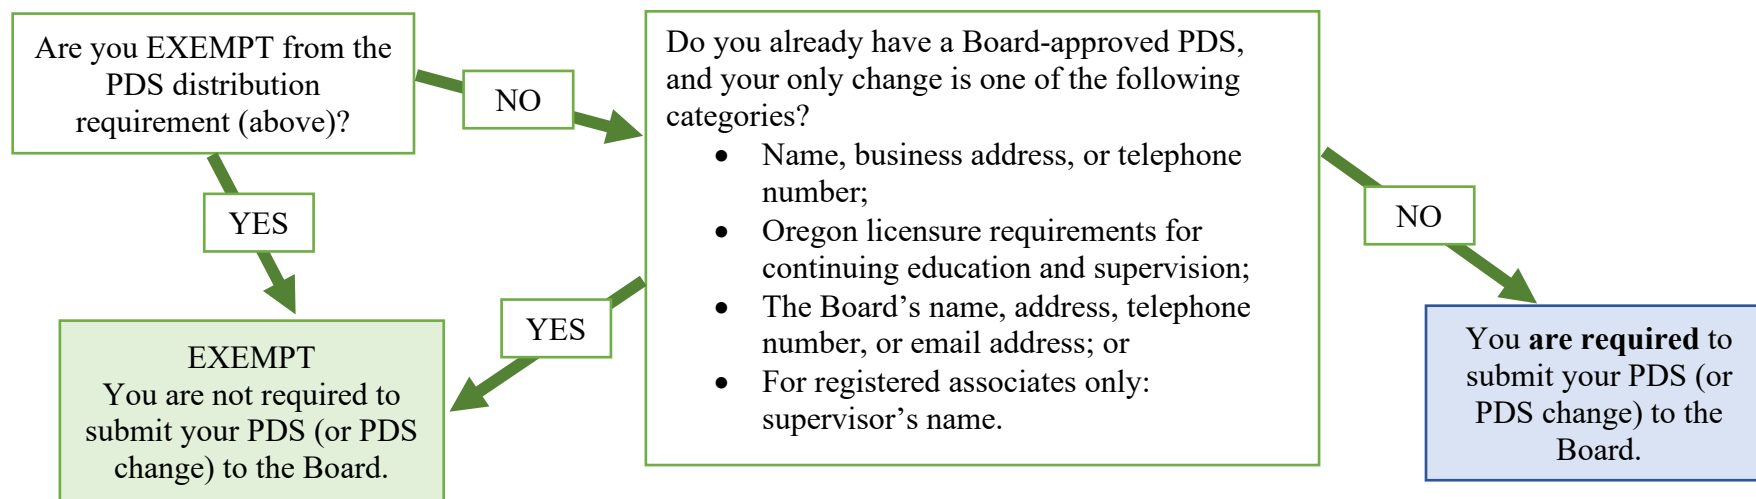 Are you EXEMPT from the
PDS distribution
requirement (above)?
NO
YES
EXEMPT
You are not required to
submit your PDS (or PDS
change) to the Board.
Do you already have a Board-approved PDS,
and your only change is one of the following
categories?
• Name, business address, or telephone
number;
• Oregon licensure requirements for
continuing education and supervision;
• The Board’s name, address, telephone
number, or email address; or
• For registered associates only:
supervisor’s name.
YES
NO
You are required to
submit your PDS (or
PDS change) to the
Board.